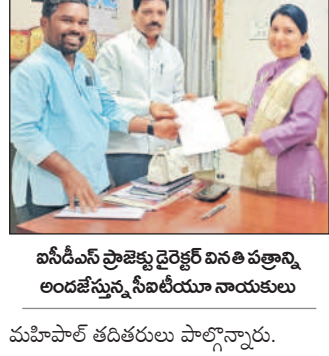 ఐసీడీఎస్ ప్రాజెక్టు డైరెక్టర్ వినతి పత్రాన్ని
అందజేస్తున్న సీఐటీయూ నాయకులు
మహిపాల్ తదితరులు పాల్గొన్నారు.